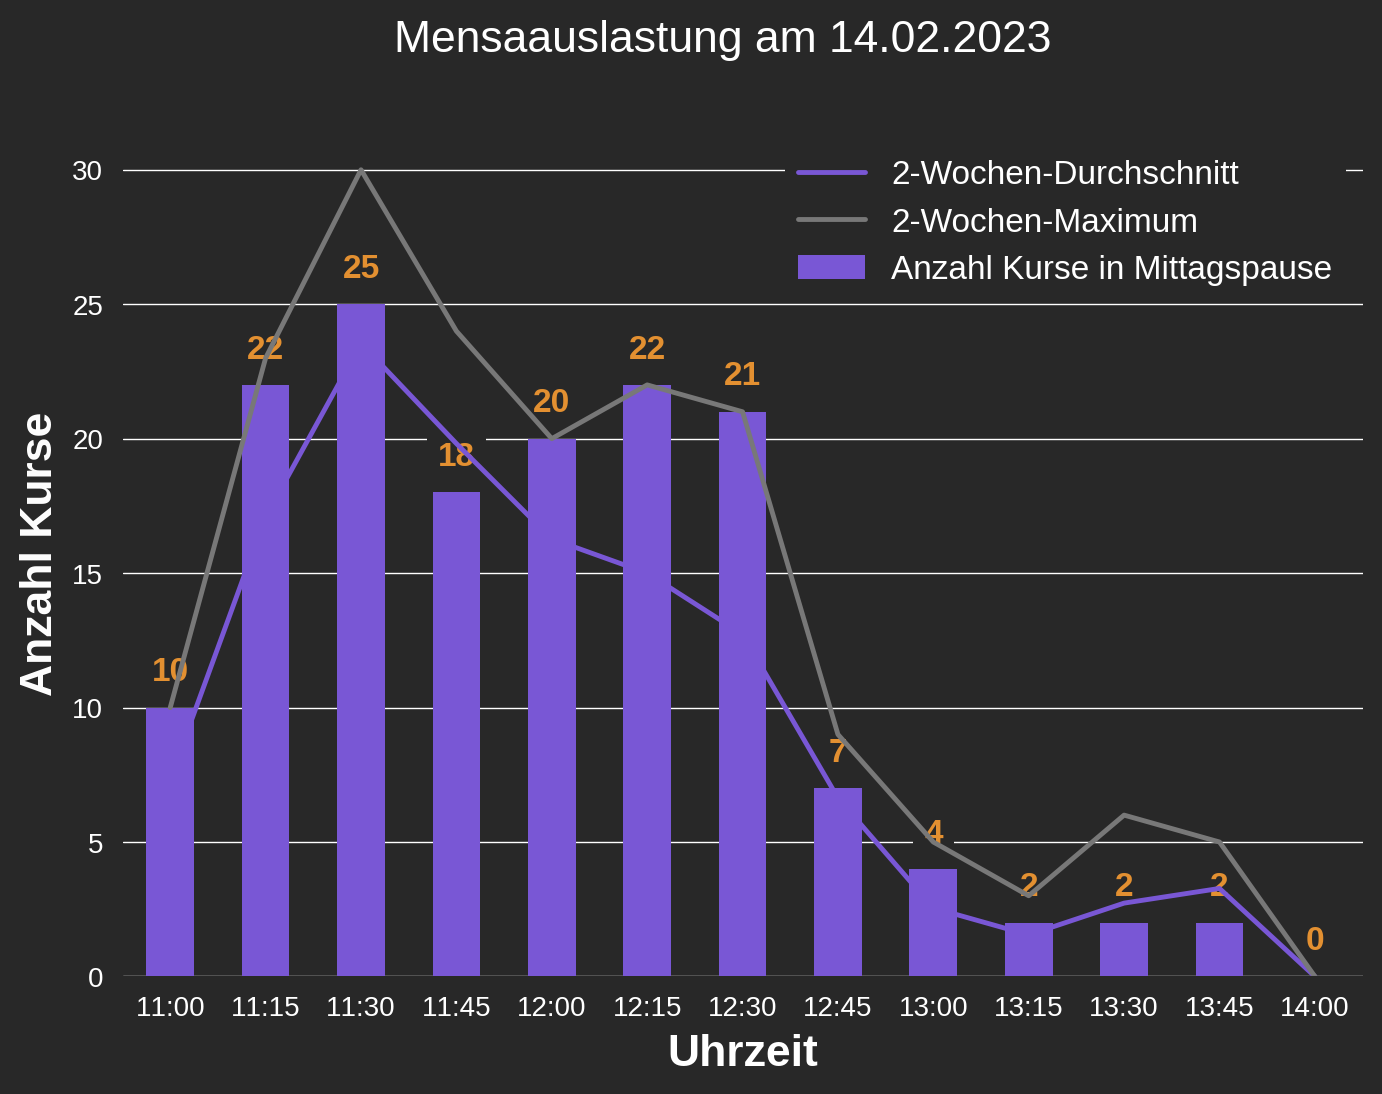 Mensaauslastung am 14.02.2023
2-Wochen-Durchschnitt
2-Wochen-Maximum
Anzahl Kurse in Mittagspause
Anzahl Kurse
30
25
20
15
10
5
0
10
22
25
18
20
22
21
7
4
2
2
2
0
11:00 11:15 11:30 11:45 12:00 12:15 12:30 12:45 13:00 13:15 13:30 13:45 14:00
Uhrzeit